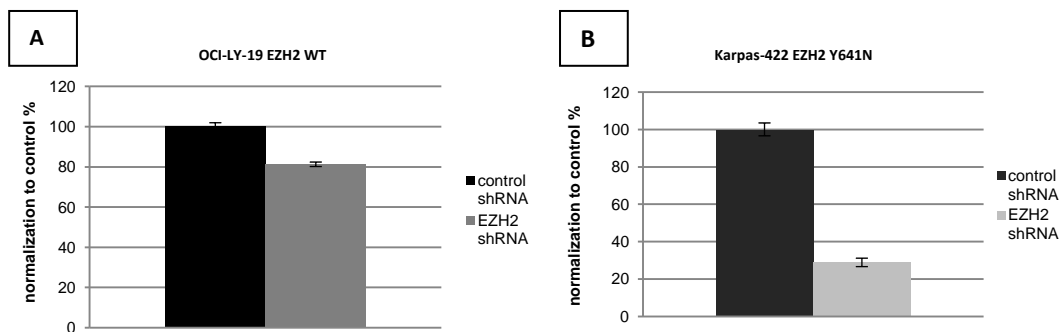 A
OCI-LY-19 EZH2 WT
normalization to control %
120
100
80
60
40
20
0
control
shRNA
EZH2
shRNA
B
Karpas-422 EZH2 Y641N
normalization to control %
120
100
80
60
40
20
0
control
shRNA
EZH2
shRNA